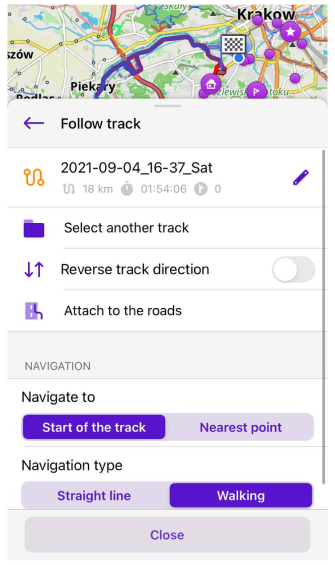 Skały
Krakow
szów
Piekary
Follow track
2021-09-04_16-37_Sat
18 km 01:54:06 0
Select another track
Reverse track direction
Attach to the roads
NAVIGATION
Navigate to
Start of the track Nearest point
Navigation type
Straight line Walking
Close